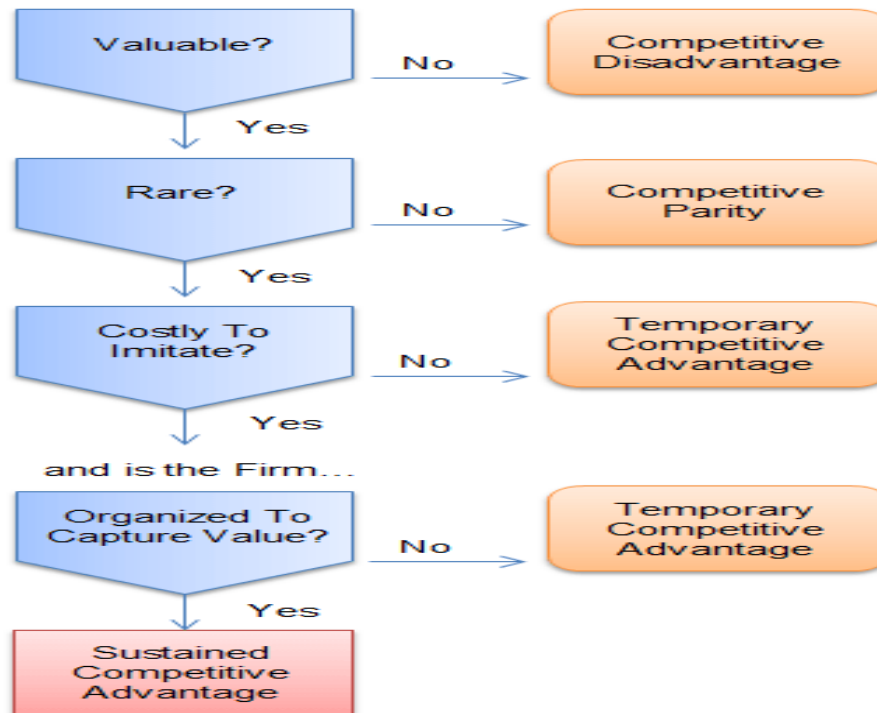 Valuable?
No
Competitive
Disadvantage
Yes
Rare?
No
Competitive
Parity
Yes
Costly To
Imitate?
No
Temporary
Competitive
Advantage
Yes
and is the Firm...
Organized To
Capture Value?
No
Temporary
Competitive
Advantage
Yes
Sustained
Competitive
Advantage